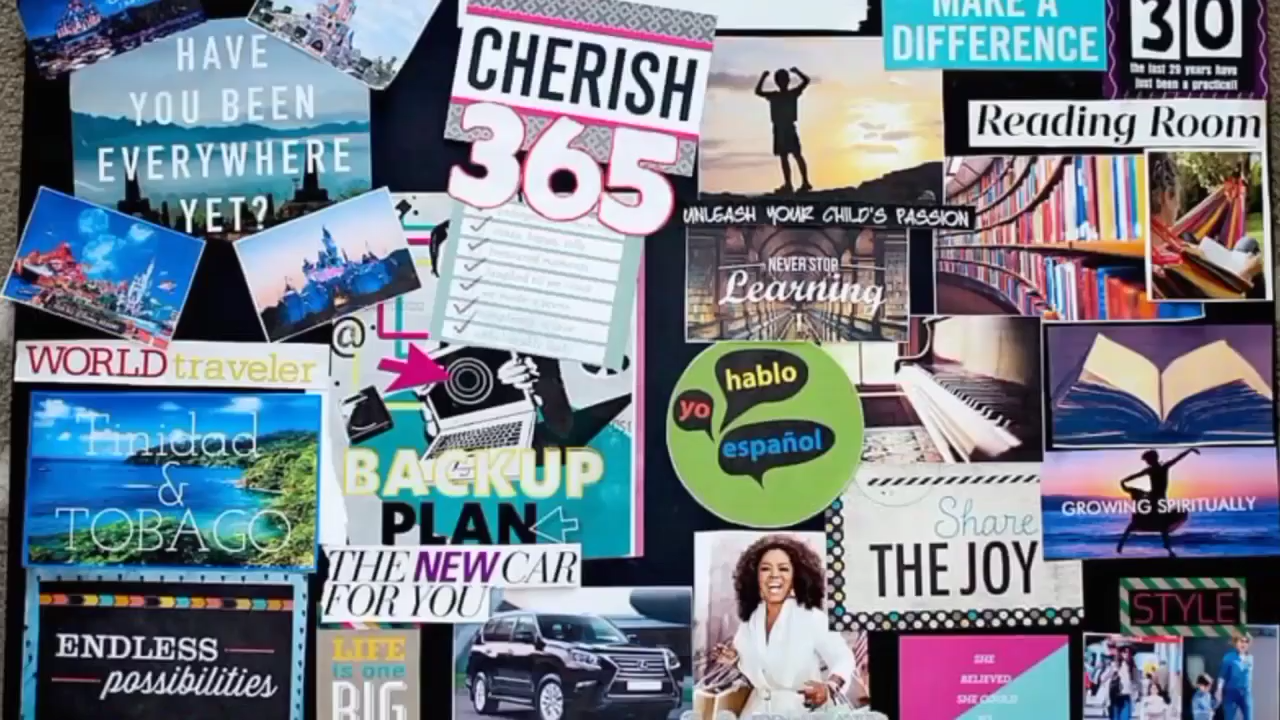 HAVE
YOU BEEN
EVERYWHERE
YET?
CHERISH
365
MAKE A
DIFFERENCE
30
the last 29 years have
just been a practice!!
Reading Room
UNLEASH YOUR CHILD'S PASSION
NEVER STOP
Learning
WORLD traveler
Tinidad
&
TOBAGO
@
BACKUP
PLAN
yo
hablo
español
Share
THE JOY
GROWING SPIRITUALLY
THE NEW CAR
FOR YOU
ENDLESS
possibilities
LIFE
is one
BIG
STYLE
SHE
BELIEVED
SHE COULD